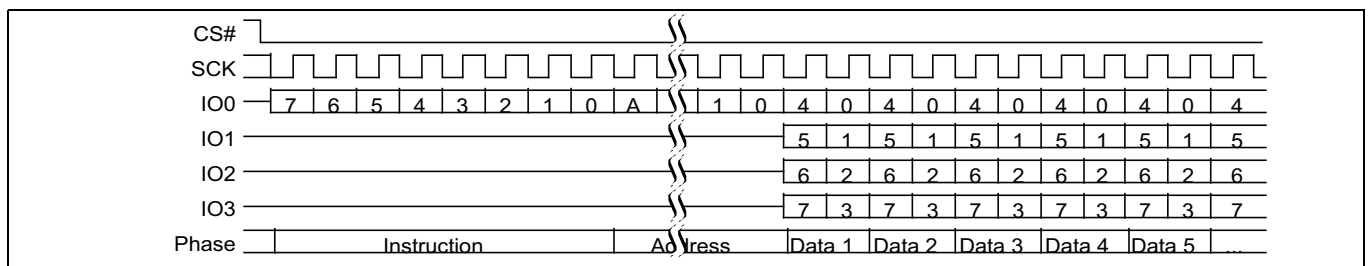 CS#
SCK
IO0 7 6 5 4 3 2 1 0 A 1 0 4 0 4 0 4 0 4 0 4 0 4
IO1 5 1 5 1 5 1 5 1 5 1 5
IO2 6 2 6 2 6 2 6 2 6 2 6
IO3 7 3 7 3 7 3 7 3 7 3 7
Phase Instruction Address Data 1 Data 2 Data 3 Data 4 Data 5 ...